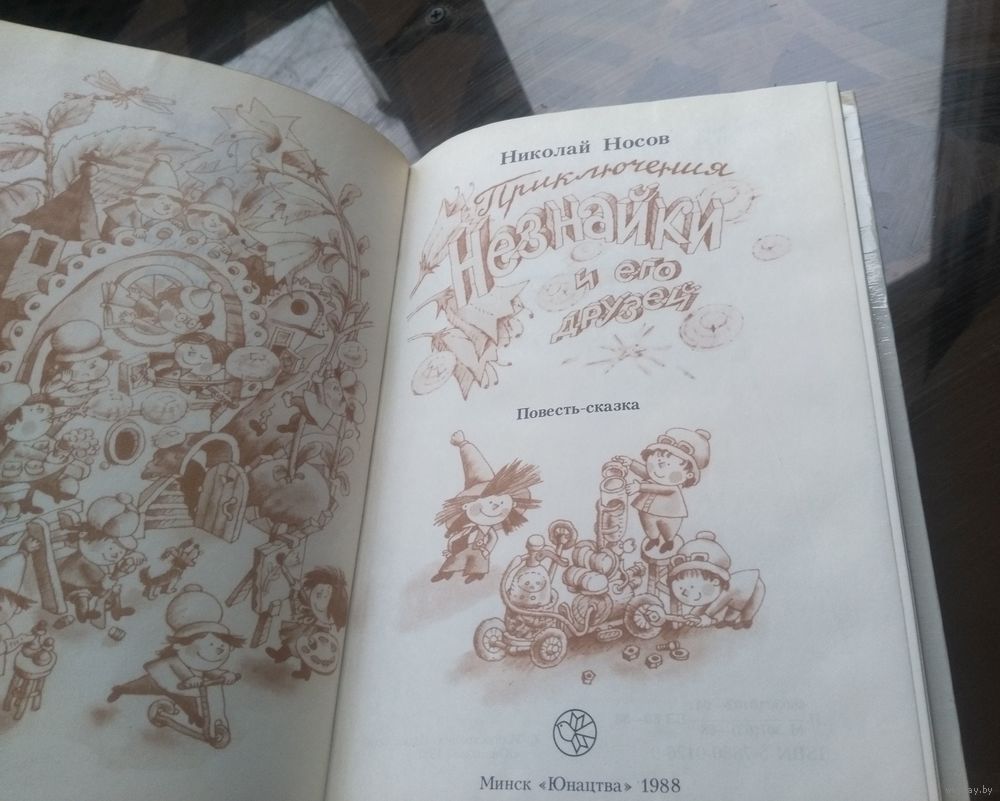 Николай Носов
Приключения
Незнайки
и его
друзей
Повесть-сказка
Минск «Юнацтва» 1988